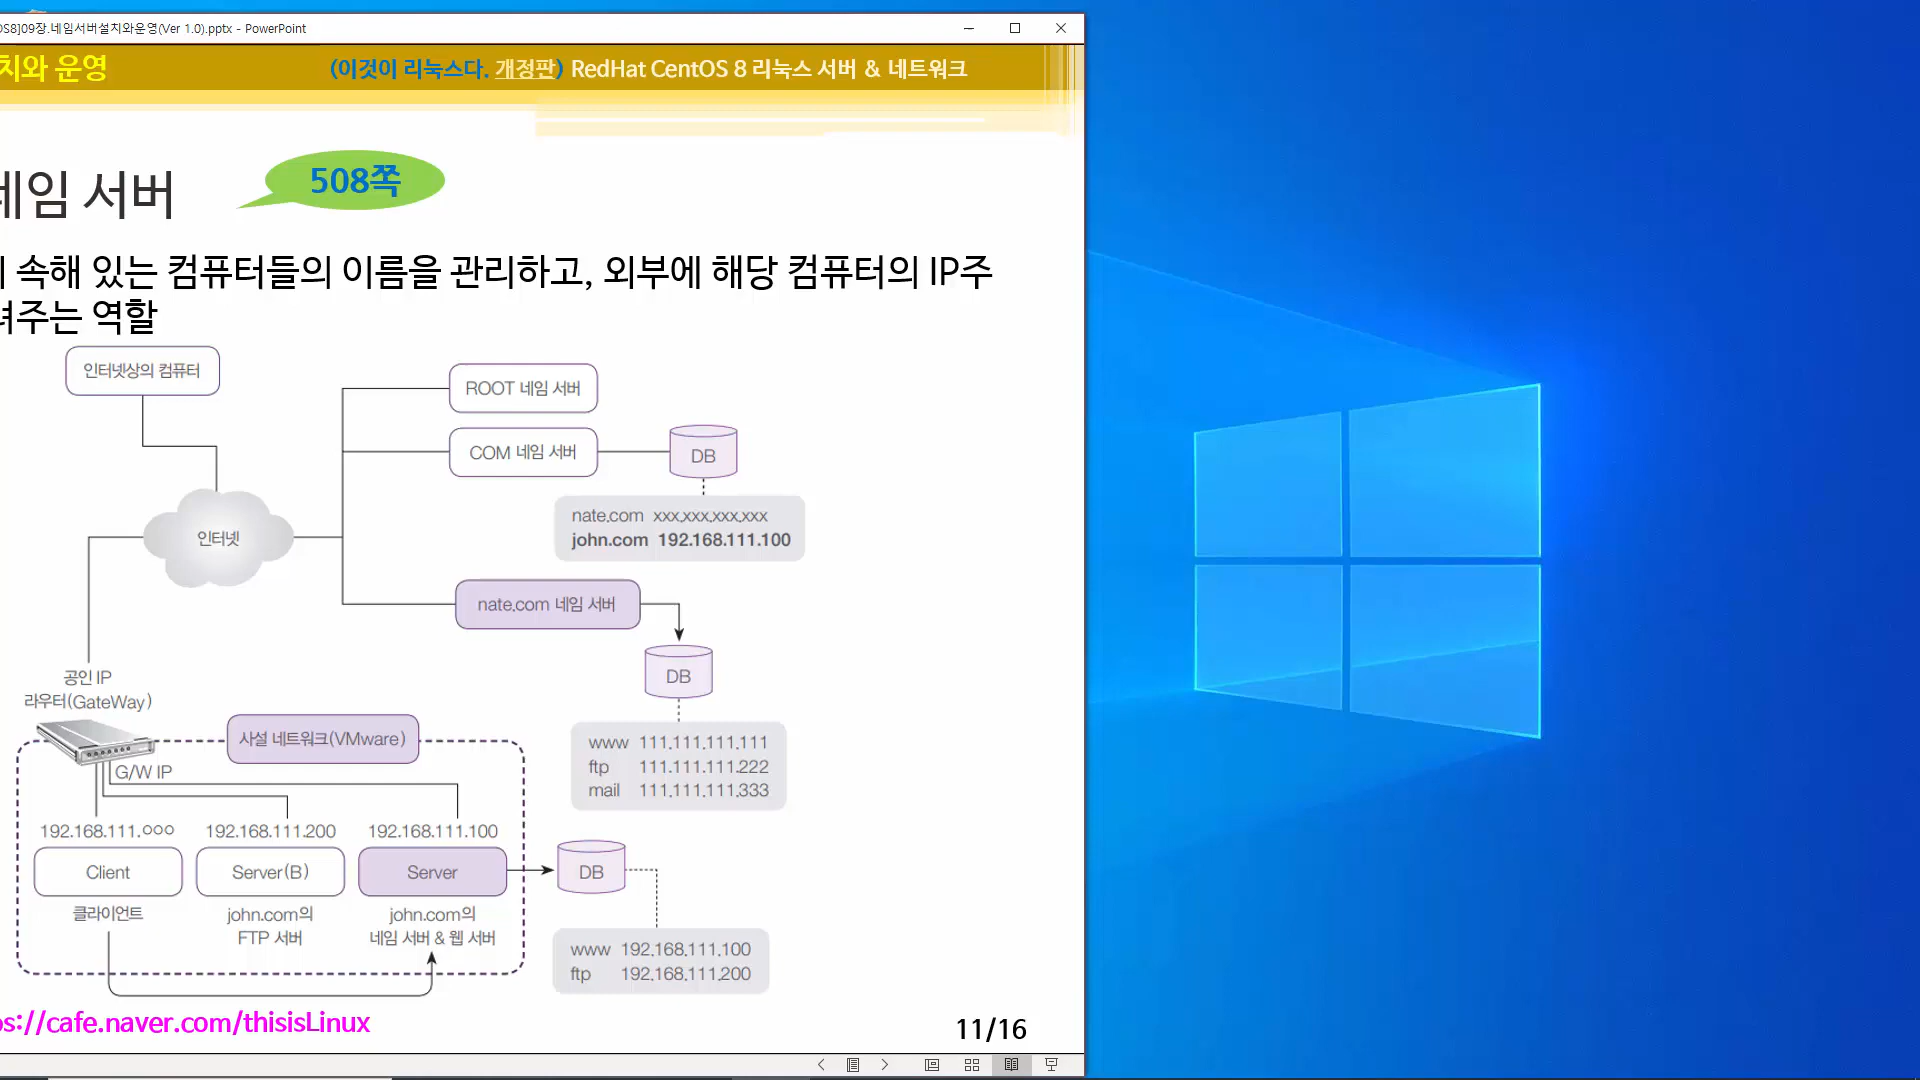 OS8]09장.네임서버설치와운영(Ver 1.0).pptx - PowerPoint
치와 운영
(이것이 리눅스다. 개정판) RedHat CentOS 8 리눅스 서버 & 네트워크
네임 서버
508쪽
속해 있는 컴퓨터들의 이름을 관리하고, 외부에 해당 컴퓨터의 IP주
려주는 역할
인터넷상의 컴퓨터
ROOT 네임 서버
COM 네임 서버
DB
nate.com xxx.xxx.xxx.xxx
john.com 192.168.111.100
인터넷
nate.com 네임 서버
DB
공인 IP
라우터(GateWay)
www 111.111.111.111
ftp 111.111.111.222
mail 111.111.111.333
사설 네트워크(VMware)
G/W IP
192.168.111.○○○
192.168.111.200
192.168.111.100
Client
Server(B)
Server
DB
클라이언트
john.com의
FTP 서버
john.com의
네임 서버 & 웹 서버
www 192.168.111.100
ftp 192.168.111.200
ps://cafe.naver.com/thisisLinux
11/16